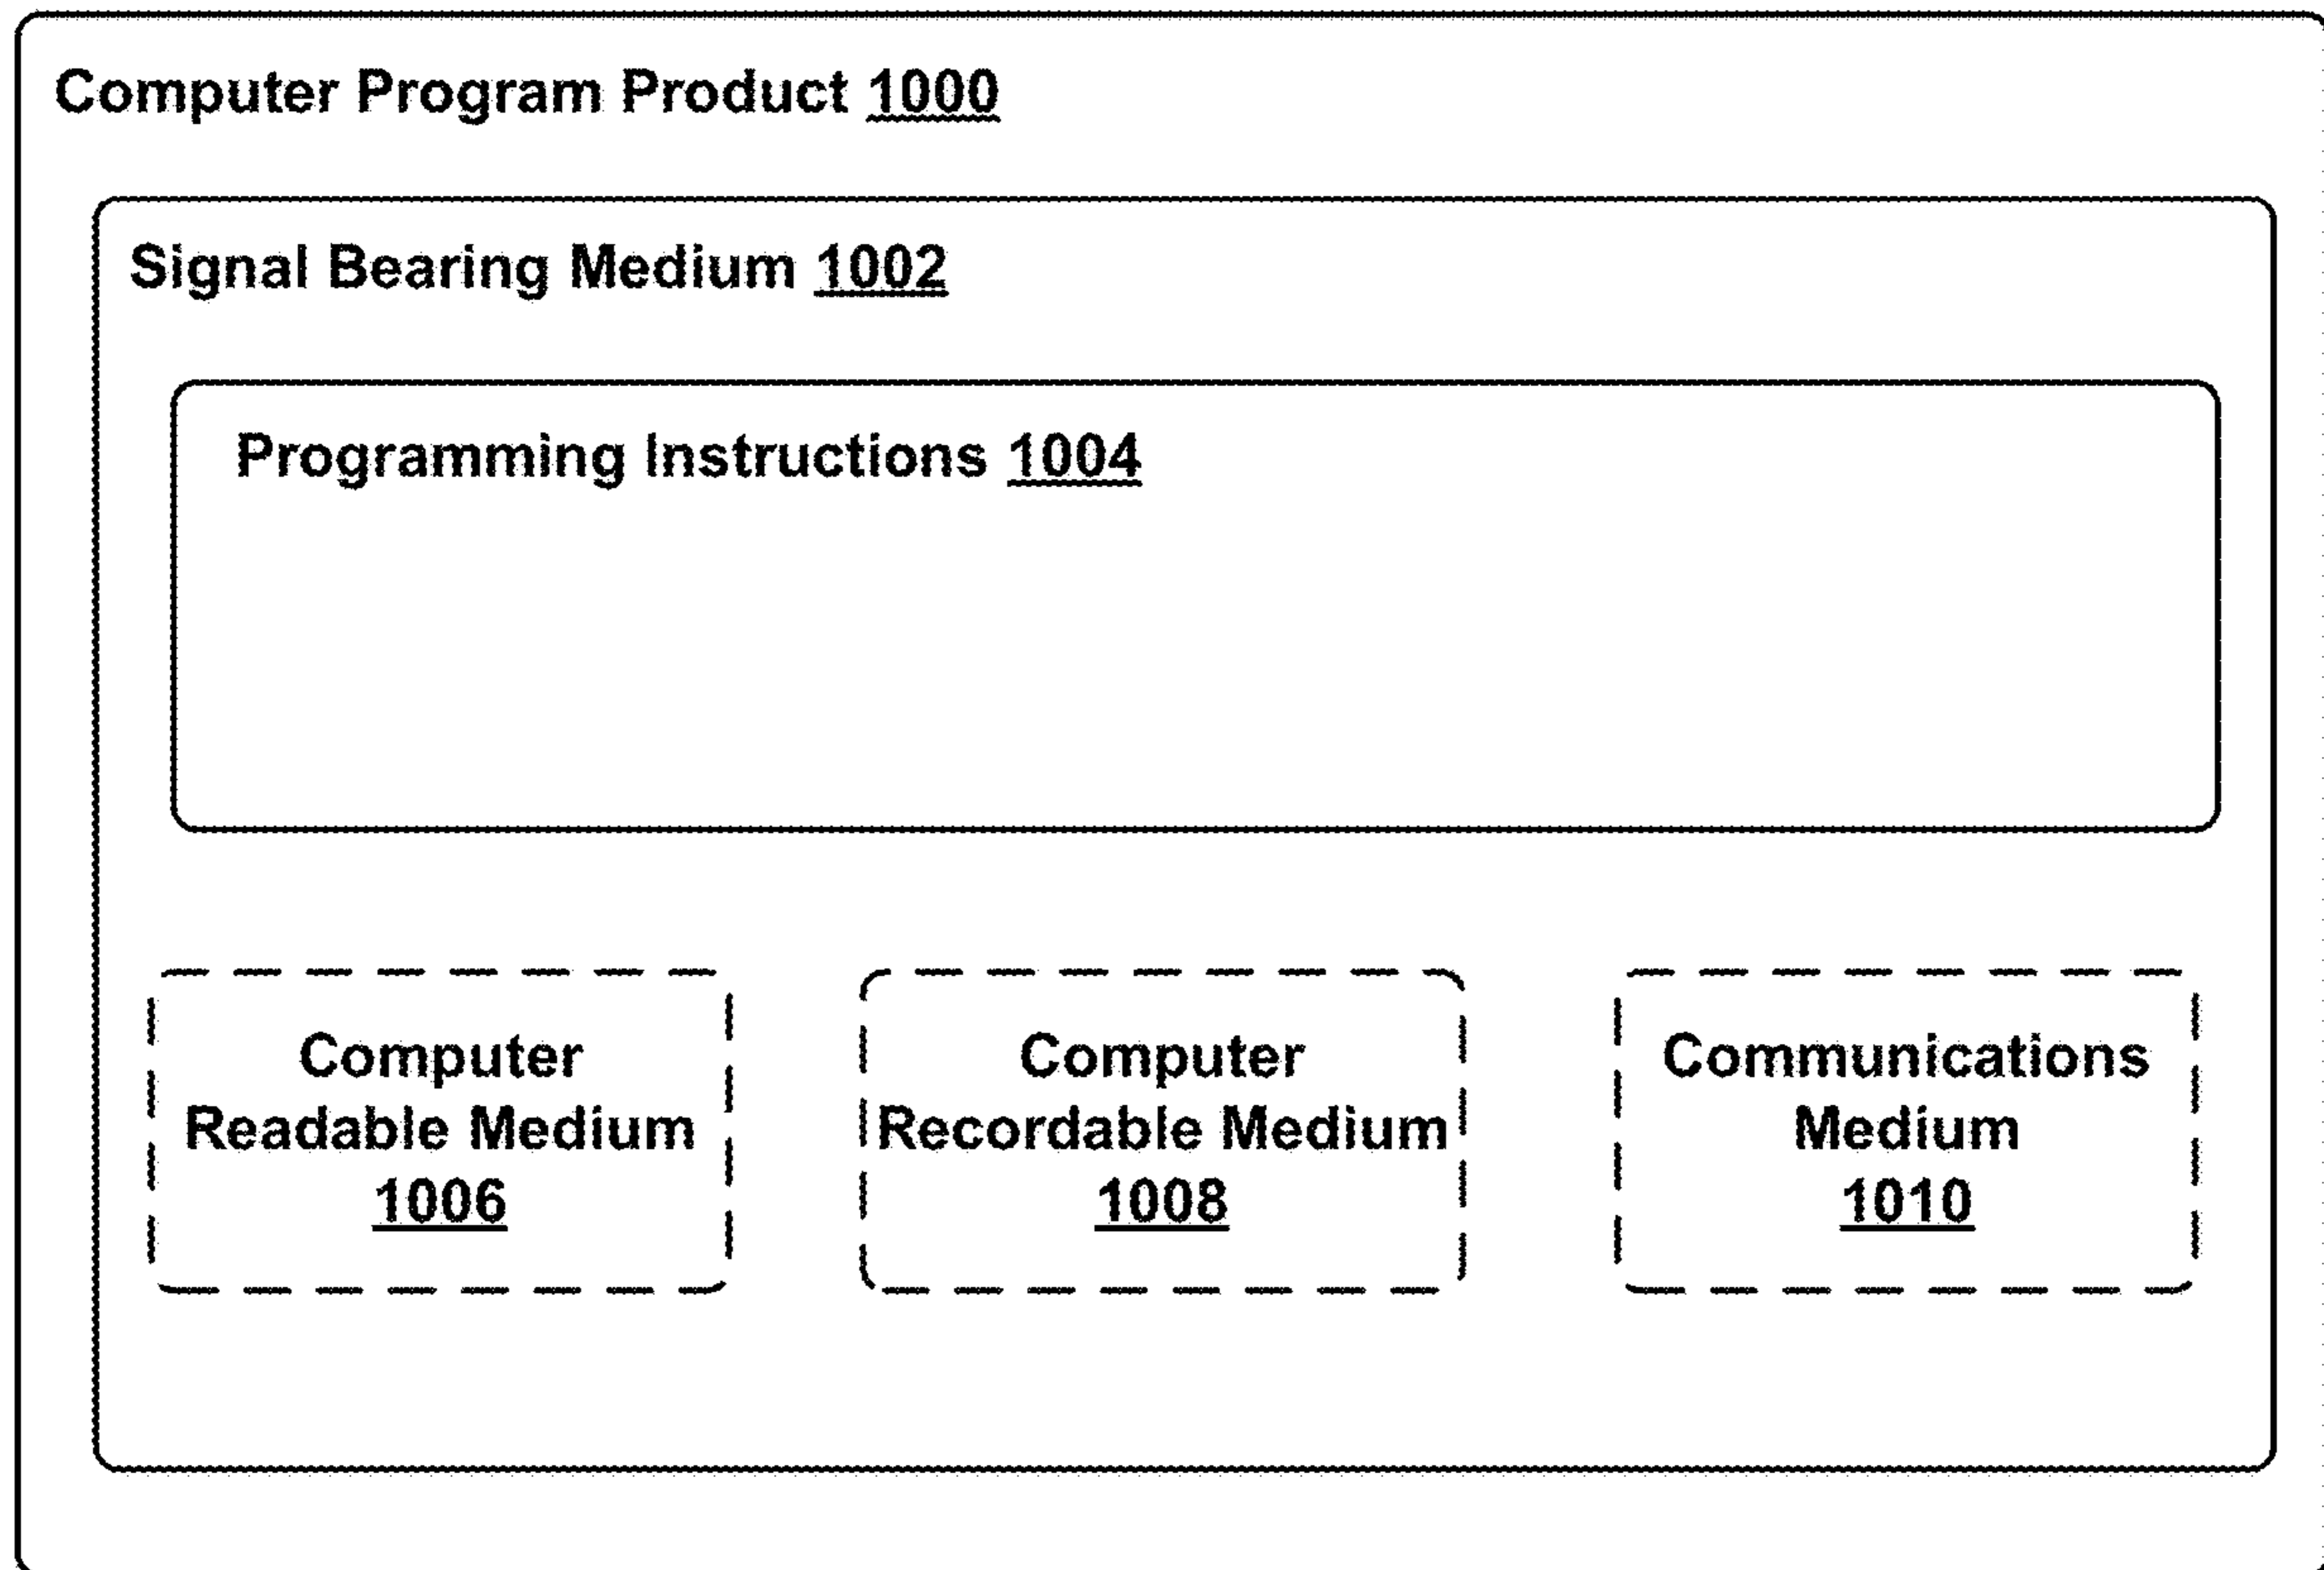 Computer Program Product 1000
Signal Bearing Medium 1002
Programming Instructions 1004
Computer
Readable Medium
1006
Computer
Recordable Medium
1008
Communications
Medium
1010